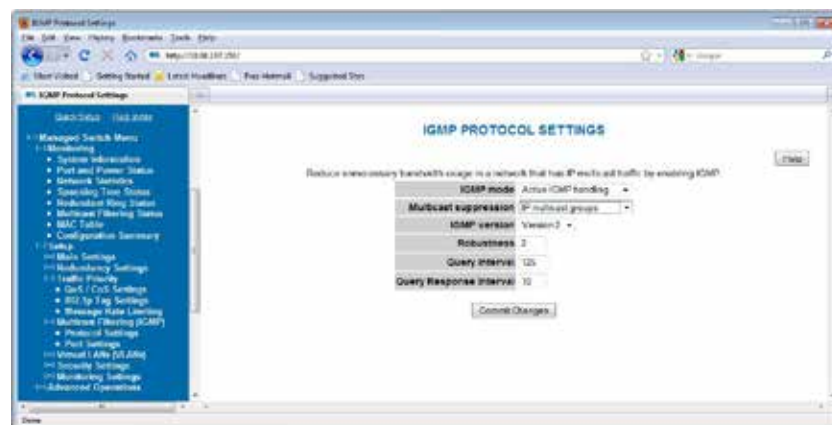 IGMP Protocol Settings
File Edit View History Bookmarks Tools Help
Most Visited Getting Started Latest Headlines Free Hotmail Suggested Sites
IGMP Protocol Settings
Quick Setup Help Index
Managed Switch Menu
Monitoring
System Information
Port and Power Status
Network Statistics
Spanning Tree Status
Redundant Ring Status
Multicast Filtering Status
MAC Table
Configuration Summary
Setup
Main Settings
Redundancy Settings
Traffic Priority
QoS / CoS Settings
802.1p Tag Settings
Message Rate Limiting
Multicast Filtering (IGMP)
Protocol Settings
Port Settings
Virtual LANs (VLANs)
Security Settings
Monitoring Settings
Advanced Operations
IGMP PROTOCOL SETTINGS
Help
Reduce unnecessary bandwidth usage in a network that has IP multicast traffic by enabling IGMP.
IGMP mode Active IGMP handling
Multicast suppression IP multicast groups
IGMP version Version 2
Robustness 2
Query Interval 125
Query Response Interval 10
Commit Changes
Done